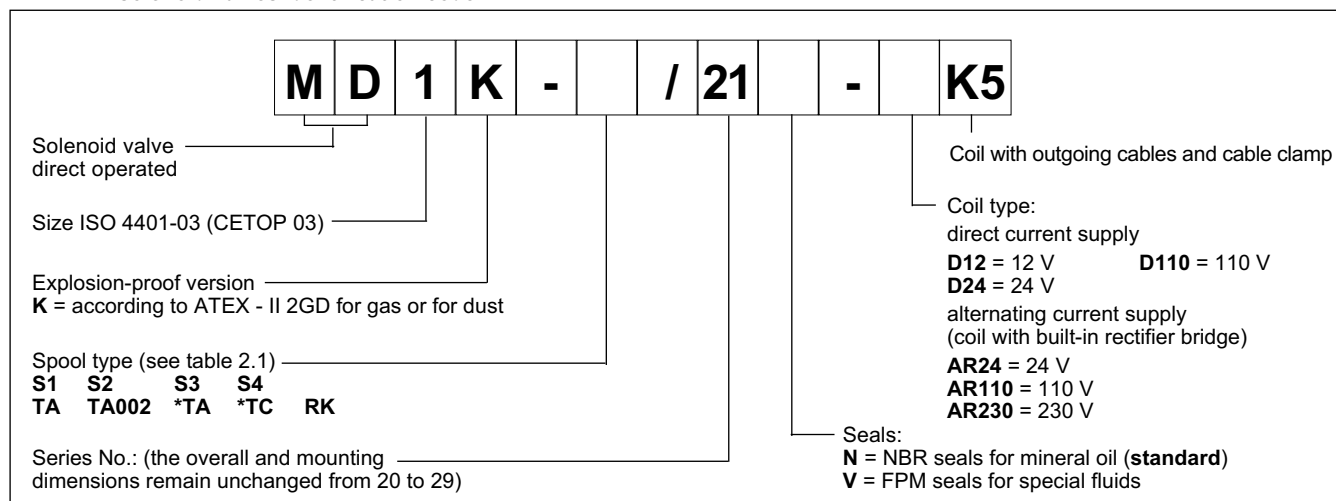 M D 1 K - / 21 - K5
Solenoid valve
direct operated
Size ISO 4401-03 (CETOP 03)
Explosion-proof version
K = according to ATEX - II 2GD for gas or for dust
Spool type (see table 2.1)
S1 S2 S3 S4
TA TA002 *TA *TC RK
Series No.: (the overall and mounting
dimensions remain unchanged from 20 to 29)
Coil with outgoing cables and cable clamp
Coil type:
direct current supply
D12 = 12 V D110 = 110 V
D24 = 24 V
alternating current supply
(coil with built-in rectifier bridge)
AR24 = 24 V
AR110 = 110 V
AR230 = 230 V
Seals:
N = NBR seals for mineral oil (standard)
V = FPM seals for special fluids